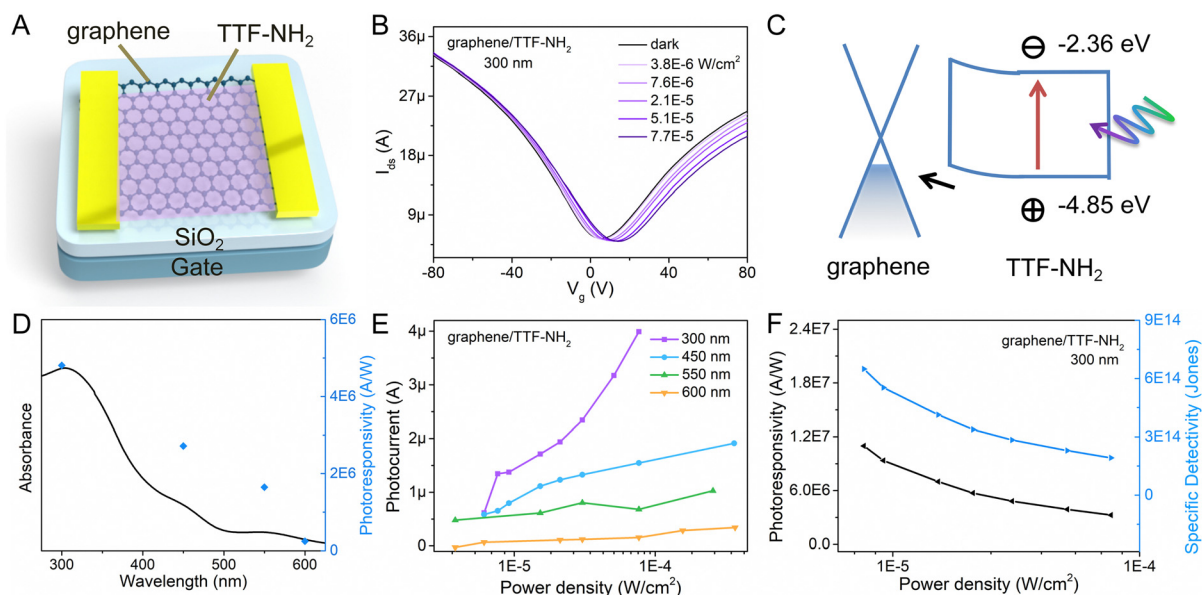 A
graphene
TTF-NH₂
SiO₂
Gate
B
graphene/TTF-NH₂
300 nm
dark
3.8E-6 W/cm²
7.6E-6
2.1E-5
5.1E-5
7.7E-5
36μ
27μ
18μ
9μ
I_ds (A)
-80
-40
0
40
80
V_g (V)
C
⊖ -2.36 eV
⊕ -4.85 eV
graphene
TTF-NH₂
D
Absorbance
300
400
500
600
Wavelength (nm)
6E6
4E6
2E6
0
Photoresponsivity (A/W)
E
graphene/TTF-NH₂
300 nm
450 nm
550 nm
600 nm
4μ
3μ
2μ
1μ
0
Photocurrent (A)
1E-5
1E-4
Power density (W/cm²)
F
graphene/TTF-NH₂
300 nm
2.4E7
1.8E7
1.2E7
6.0E6
0.0
Photoresponsivity (A/W)
9E14
6E14
3E14
0
Specific Detectivity (Jones)
1E-5
1E-4
Power density (W/cm²)